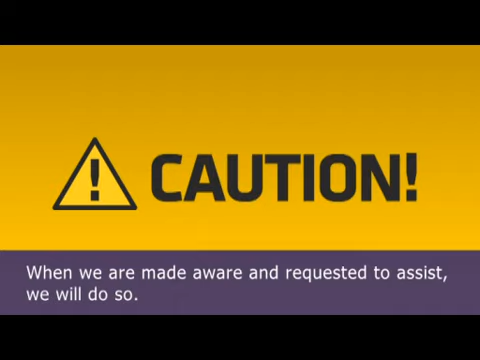 CAUTION!
When we are made aware and requested to assist,
we will do so.